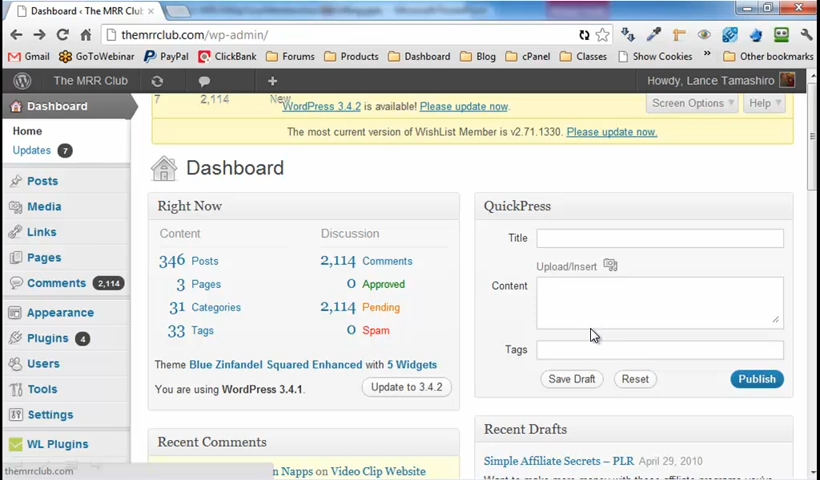 Dashboard ‹ The MRR Club
themrrclub.com/wp-admin/
Gmail GoToWebinar PayPal ClickBank Forums Products Dashboard Blog cPanel Classes Show Cookies Other bookmarks
The MRR Club
7 2,114 New
Howdy, Lance Tamashiro
WordPress 3.4.2 is available! Please update now.
Screen Options Help
The most current version of WishList Member is v2.71.1330. Please update now.
Dashboard
Home
Updates 7
Posts
Media
Links
Pages
Comments 2,114
Appearance
Plugins 4
Users
Tools
Settings
WL Plugins
themrrclub.com
Dashboard
Right Now
Content Discussion
346 Posts 2,114 Comments
3 Pages 0 Approved
31 Categories 2,114 Pending
33 Tags 0 Spam
Theme Blue Zinfandel Squared Enhanced with 5 Widgets
You are using WordPress 3.4.1. Update to 3.4.2
Recent Comments
n Napps on Video Clip Website
QuickPress
Title
Upload/Insert
Content
Tags
Save Draft Reset Publish
Recent Drafts
Simple Affiliate Secrets – PLR April 29, 2010